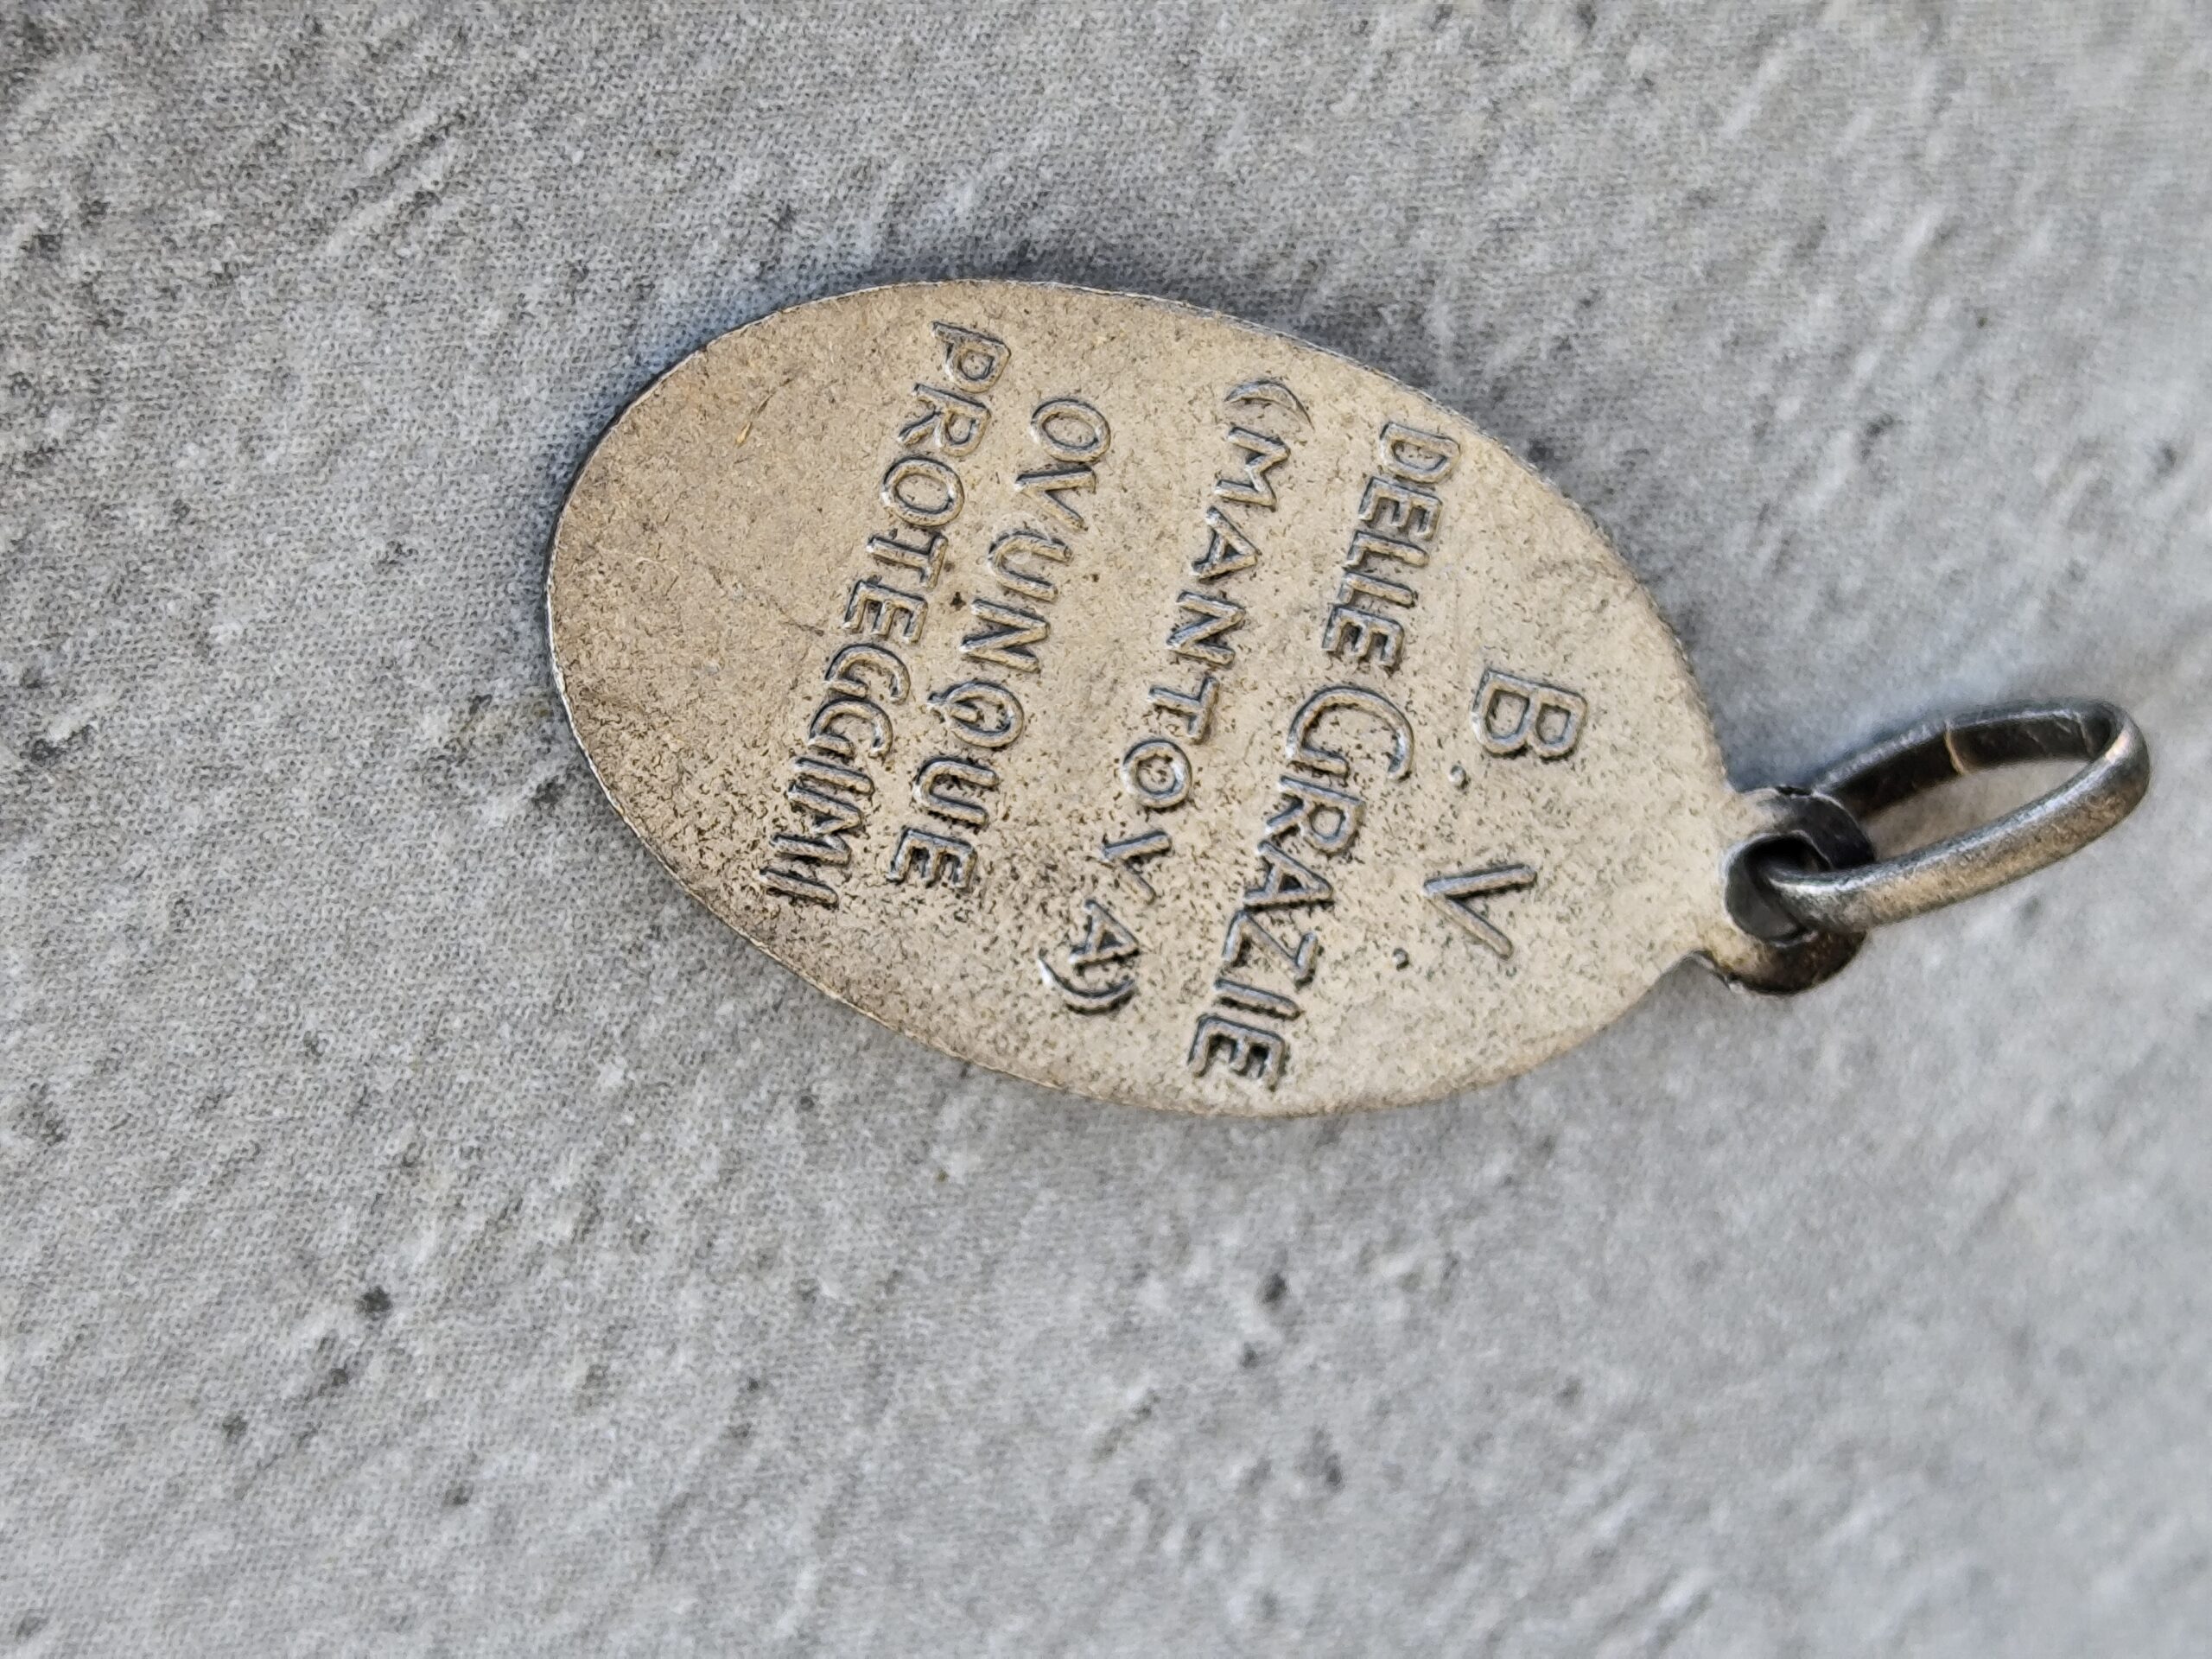 B. V.
DELLE GRAZIE
(MANTOVA)
OVUNQUE
PROTEGGIMI